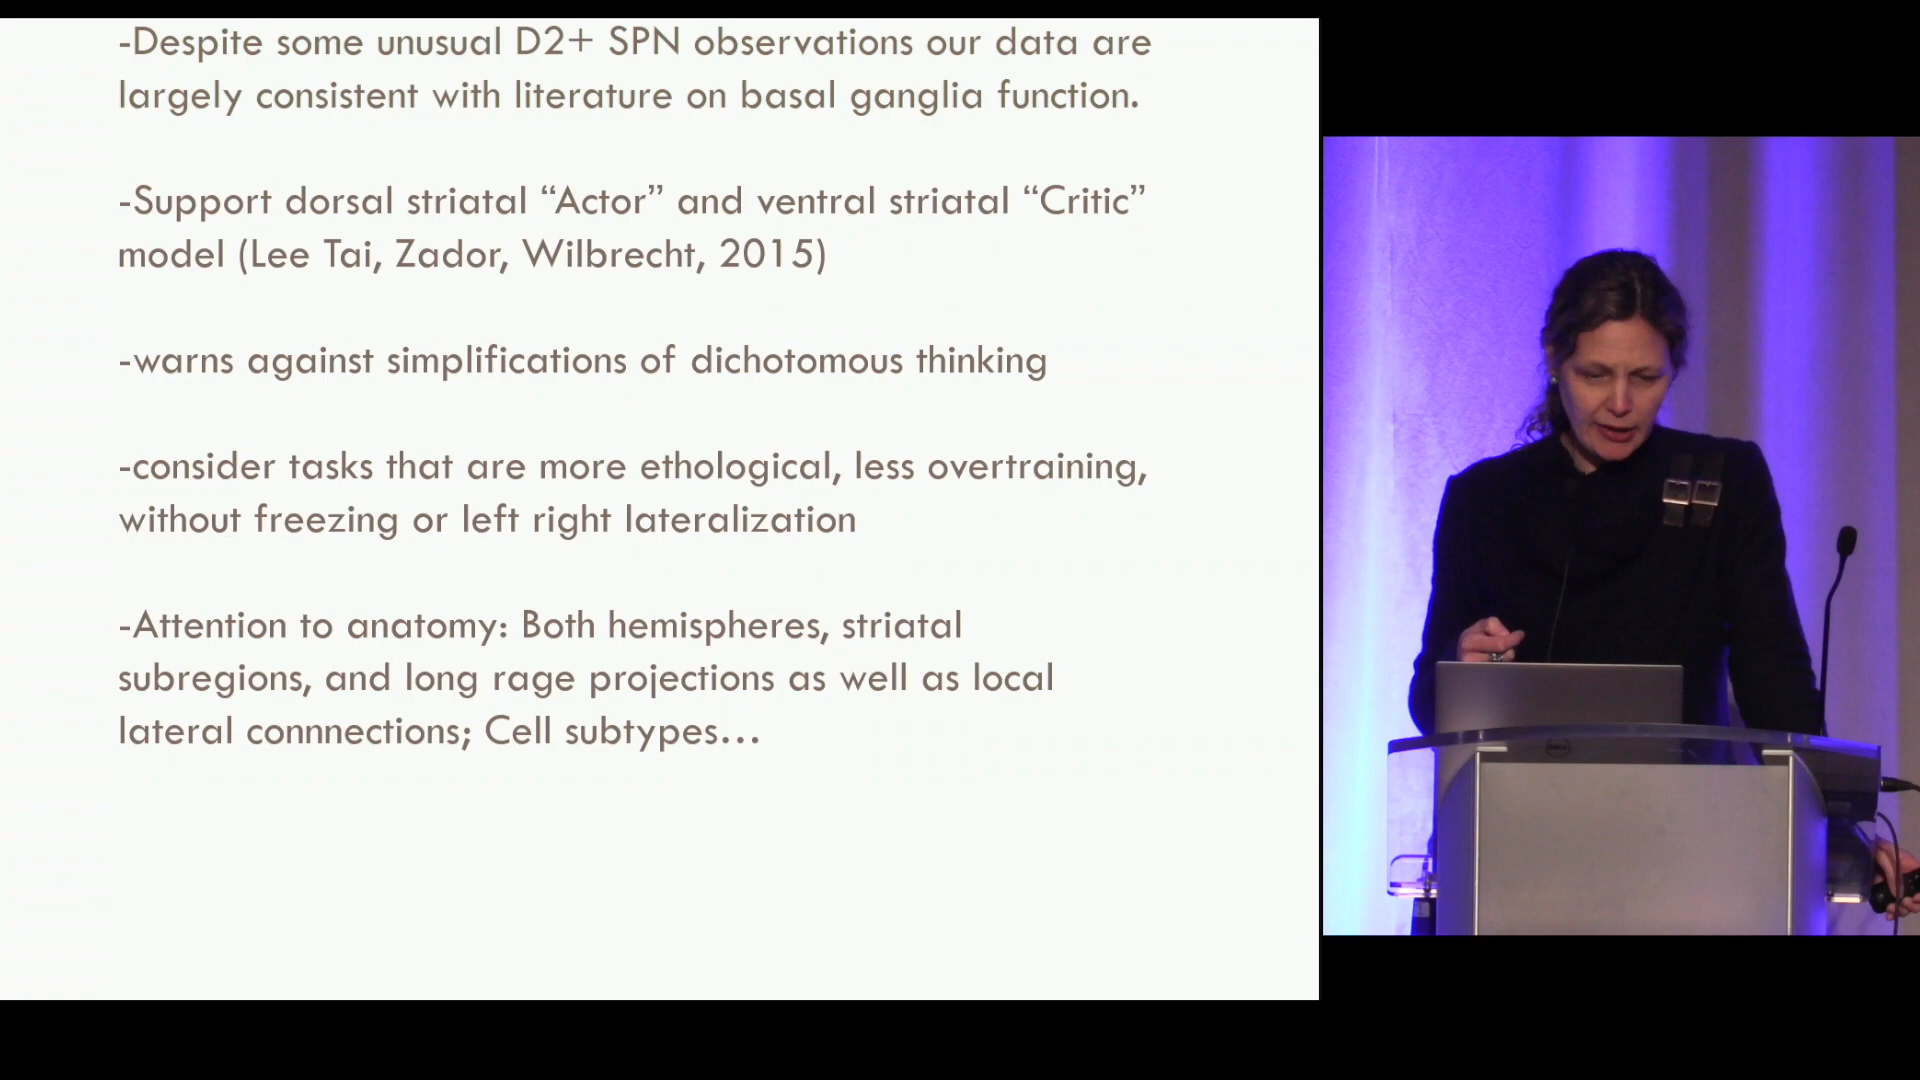 -Despite some unusual D2+ SPN observations our data are
largely consistent with literature on basal ganglia function.
-Support dorsal striatal “Actor” and ventral striatal “Critic”
model (Lee Tai, Zador, Wilbrecht, 2015)
-warns against simplifications of dichotomous thinking
-consider tasks that are more ethological, less overtraining,
without freezing or left right lateralization
-Attention to anatomy: Both hemispheres, striatal
subregions, and long rage projections as well as local
lateral connnections; Cell subtypes…